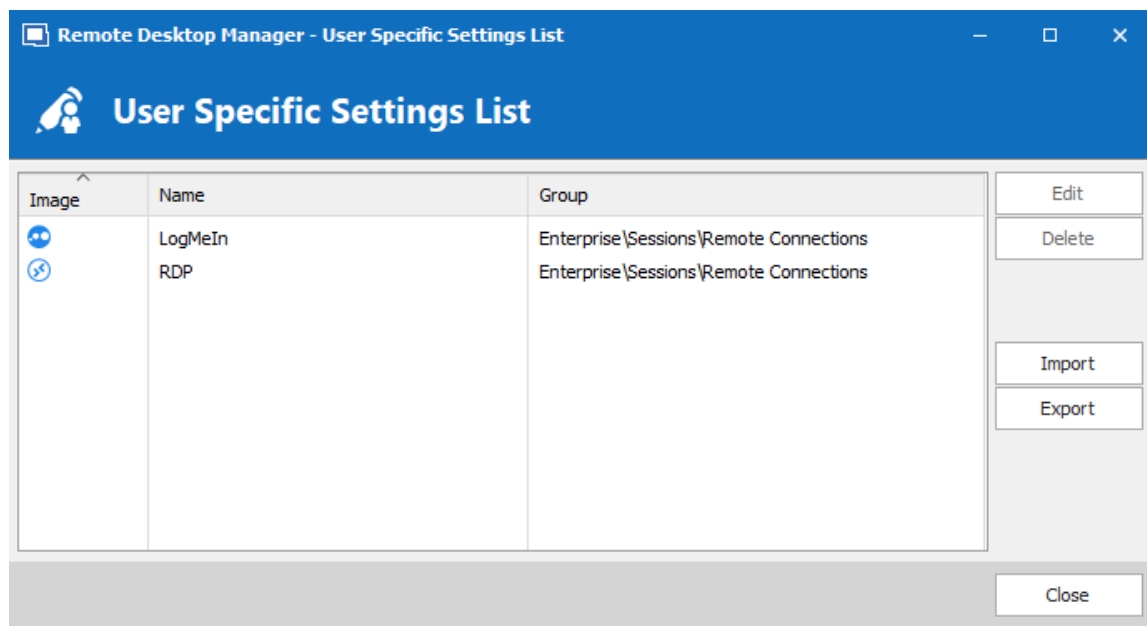 Remote Desktop Manager - User Specific Settings List
User Specific Settings List
Image Name Group
LogMeIn Enterprise\Sessions\Remote Connections
RDP Enterprise\Sessions\Remote Connections
Edit
Delete
Import
Export
Close